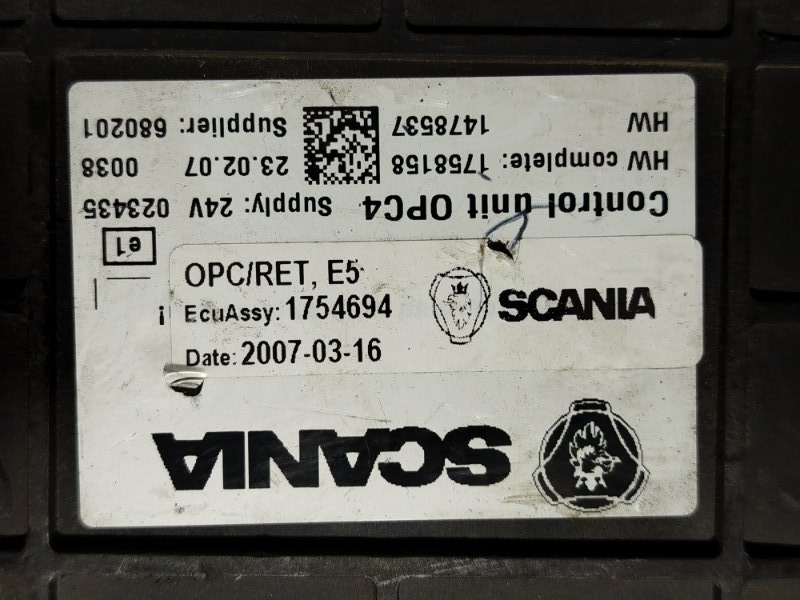 SCANIA
Control unit OPC4 Supply: 24V 023435
HW complete: 1758158 23.02.07 0038
HW 1478537 Supplier: 680201
e1
OPC/RET, E5
EcuAssy: 1754694
Date: 2007-03-16
SCANIA